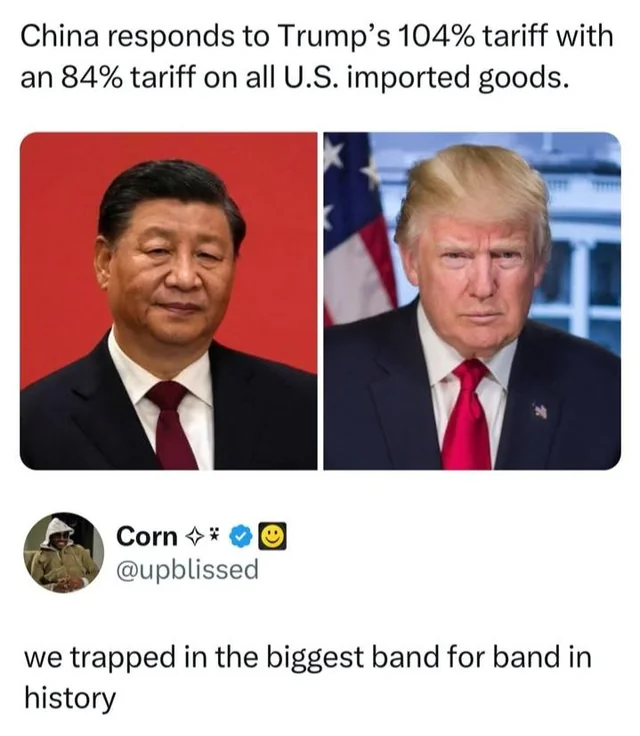 China responds to Trump’s 104% tariff with
an 84% tariff on all U.S. imported goods.
Corn ✧⍣
@upblissed
we trapped in the biggest band for band in
history